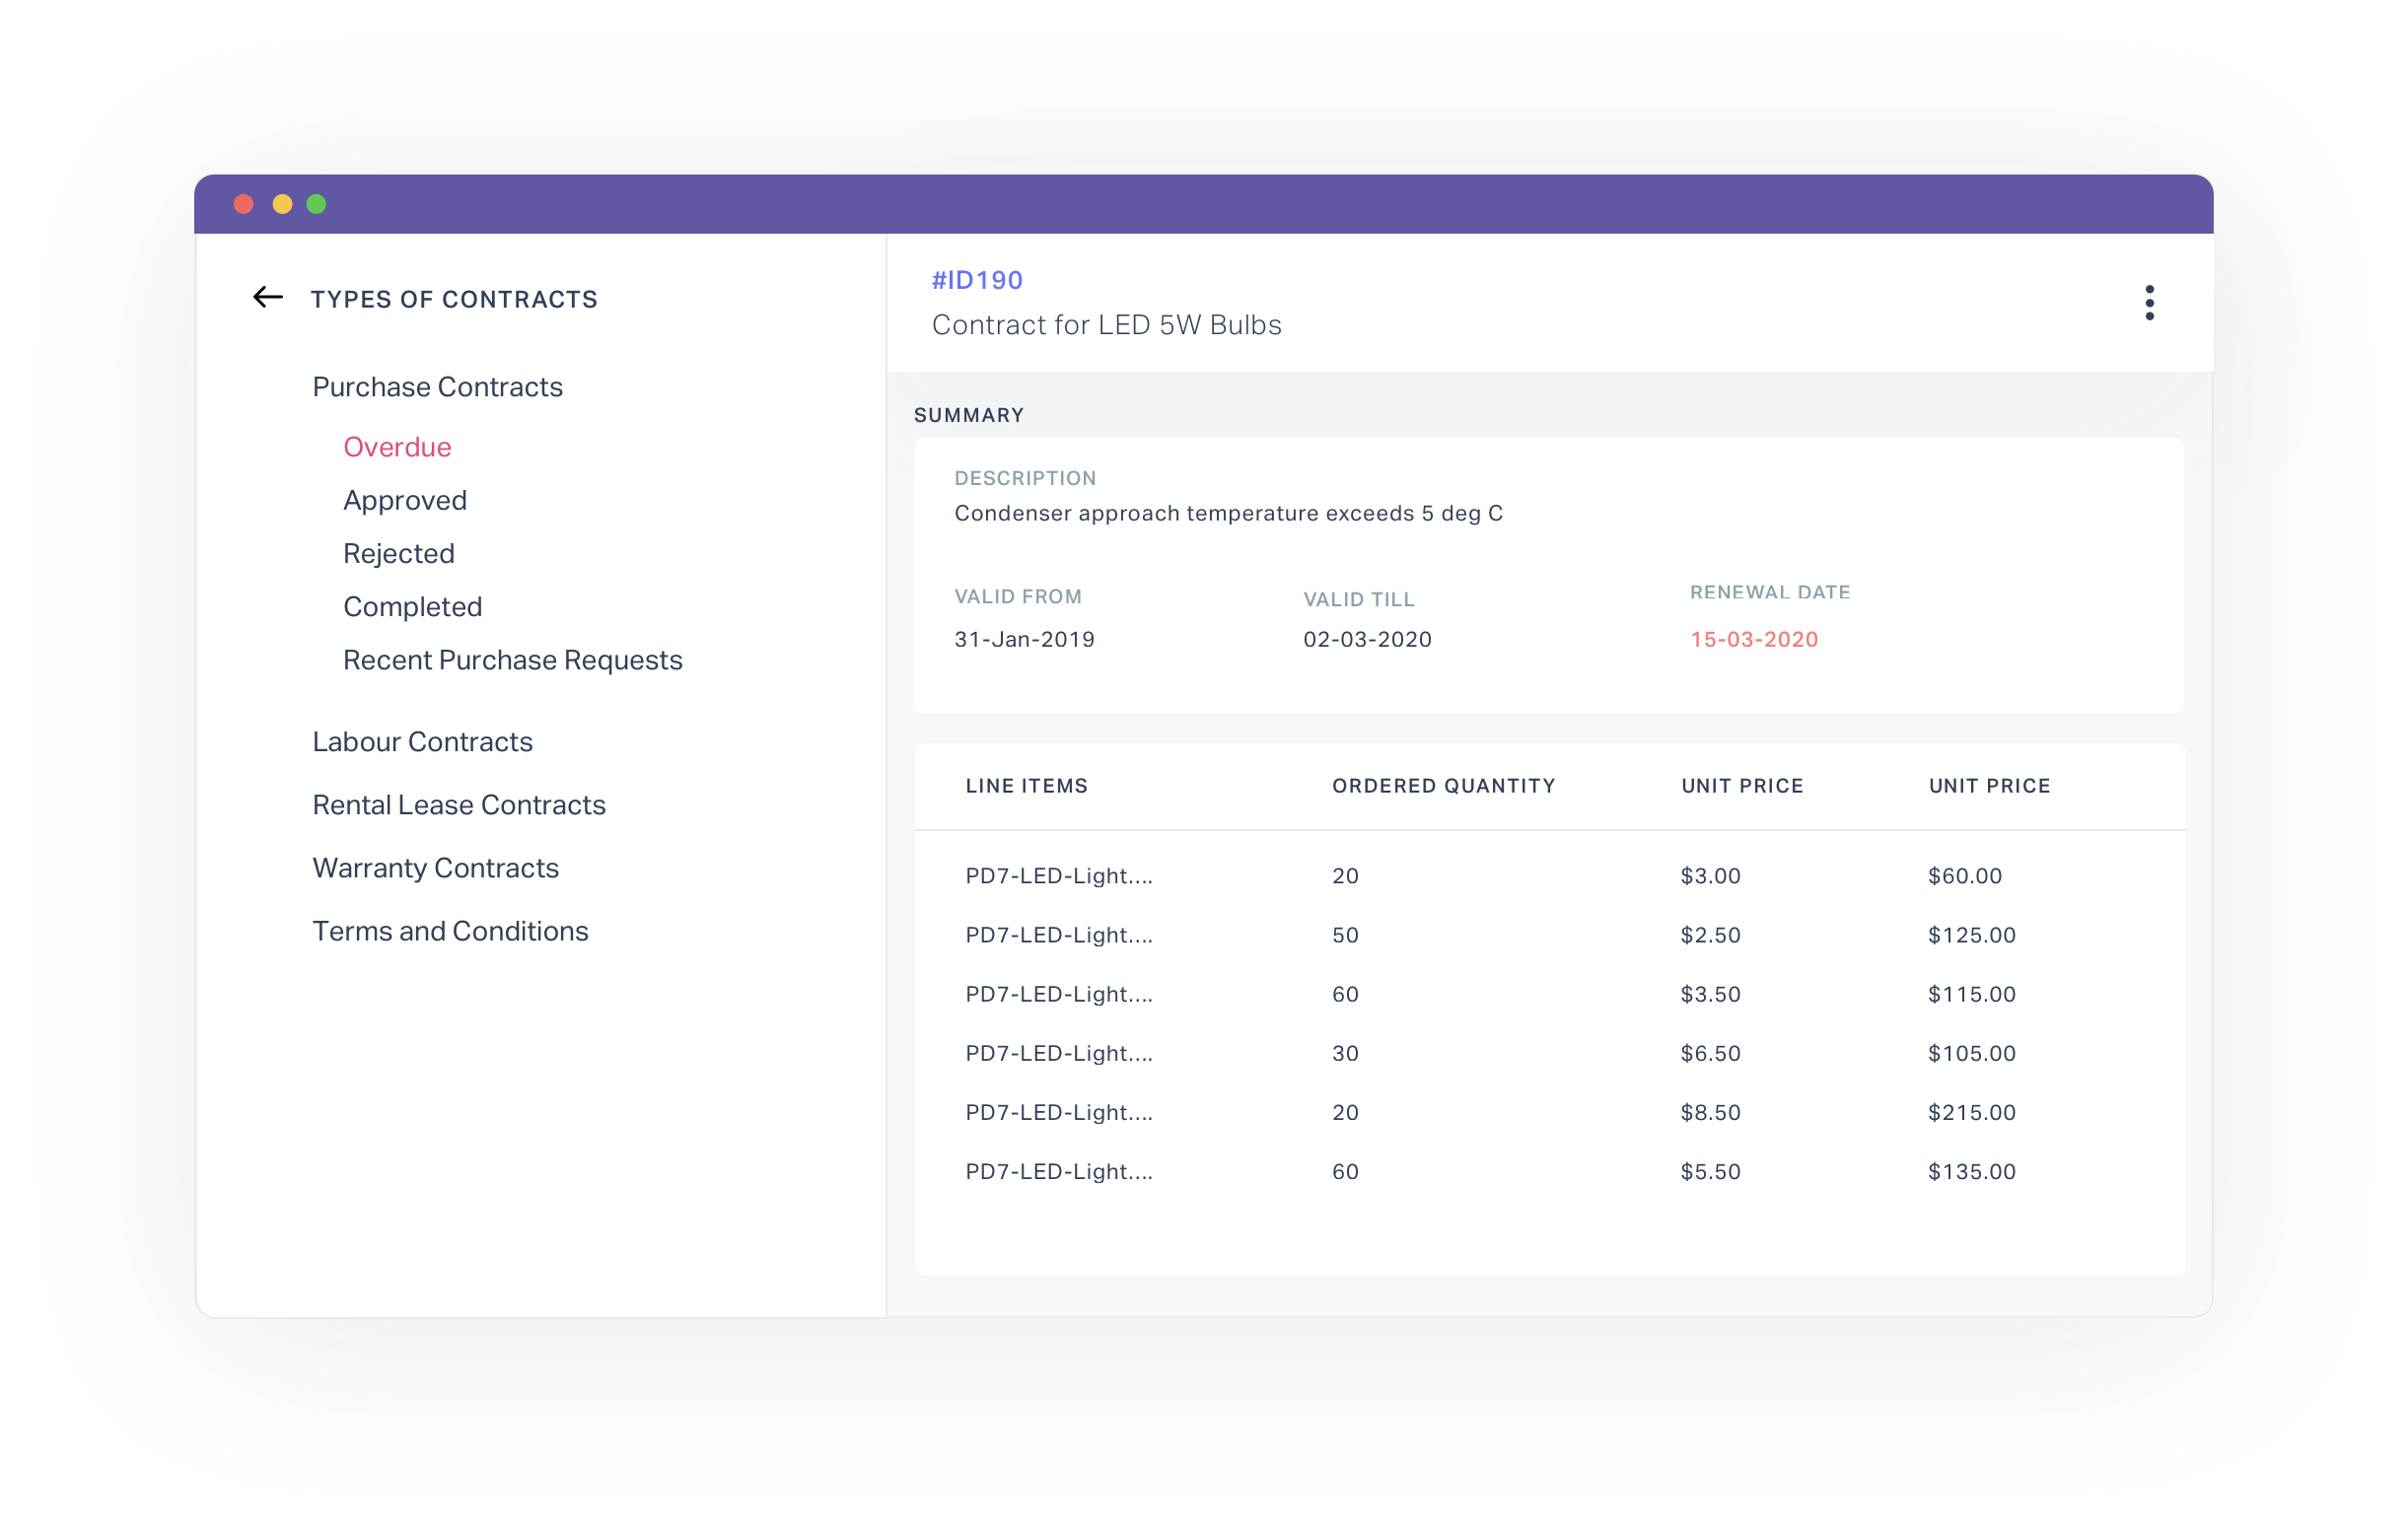 TYPES OF CONTRACTS
Purchase Contracts
Overdue
Approved
Rejected
Completed
Recent Purchase Requests
Labour Contracts
Rental Lease Contracts
Warranty Contracts
Terms and Conditions
#ID190
Contract for LED 5W Bulbs
SUMMARY
DESCRIPTION
Condenser approach temperature exceeds 5 deg C
VALID FROM VALID TILL RENEWAL DATE
31-Jan-2019 02-03-2020 15-03-2020
LINE ITEMS ORDERED QUANTITY UNIT PRICE UNIT PRICE
PD7-LED-Light.... 20 $3.00 $60.00
PD7-LED-Light.... 50 $2.50 $125.00
PD7-LED-Light.... 60 $3.50 $115.00
PD7-LED-Light.... 30 $6.50 $105.00
PD7-LED-Light.... 20 $8.50 $215.00
PD7-LED-Light.... 60 $5.50 $135.00